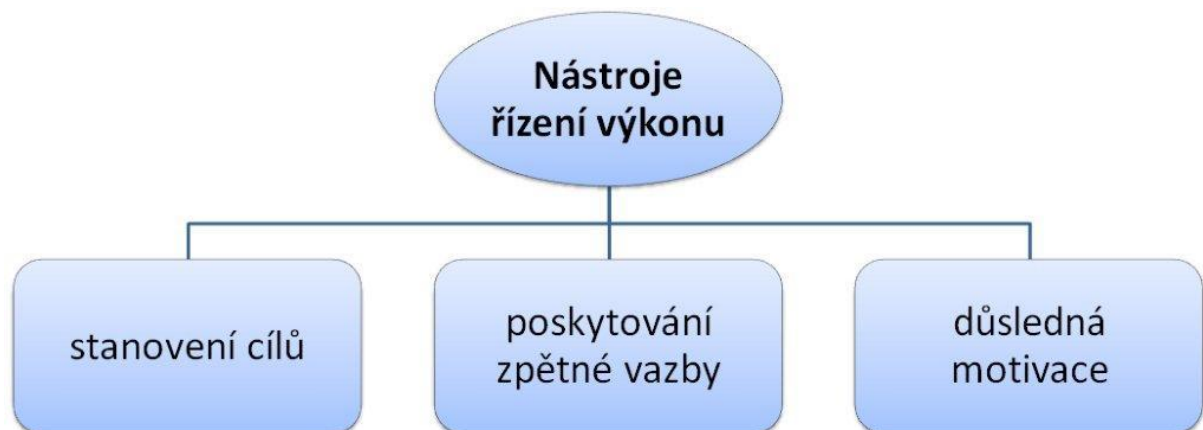 Nástroje
řízení výkonu
stanovení cílů
poskytování
zpětné vazby
důsledná
motivace